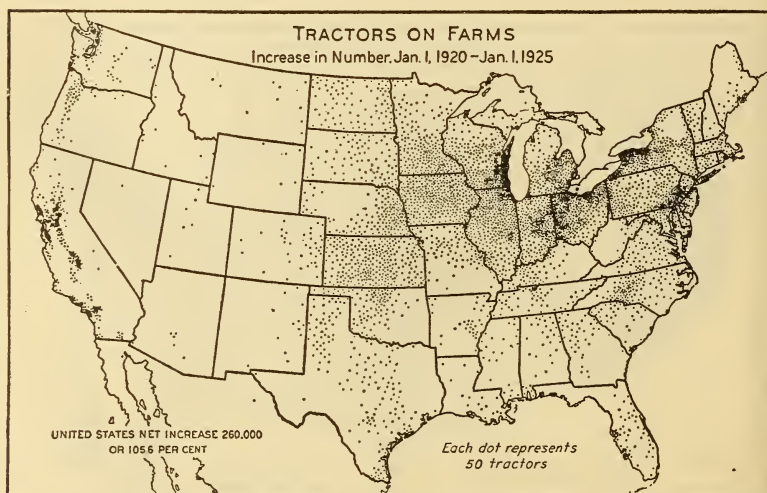 TRACTORS ON FARMS
Increase in Number, Jan. 1, 1920 – Jan. 1, 1925
UNITED STATES NET INCREASE 260,000
OR 105.6 PER CENT
Each dot represents
50 tractors